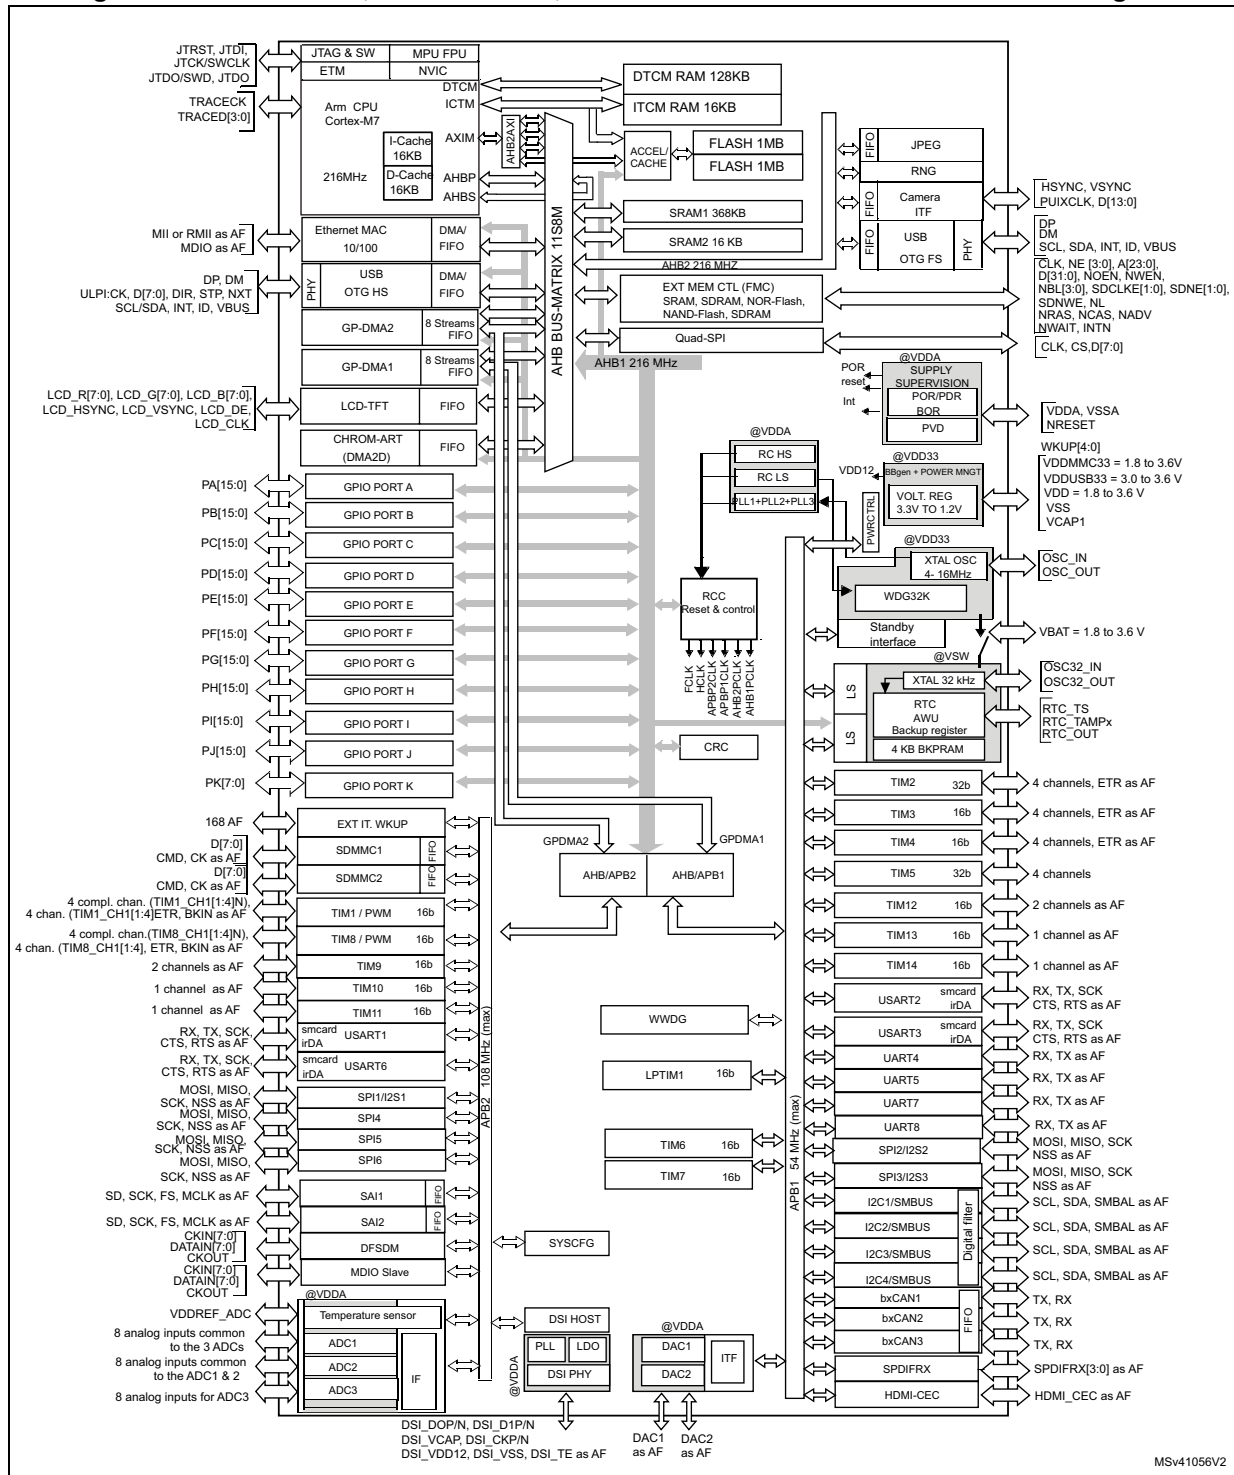 JTRST, JTDI,
JTCK/SWCLK
JTDO/SWD, JTDO
TRACECK
TRACED[3:0]
JTAG & SW
MPU FPU
ETM
NVIC
DTCM
ICTM
Arm CPU
Cortex-M7
AXIM
I-Cache
16KB
D-Cache
16KB
216MHz
AHBP
AHBS
AHB2AXI
AHB BUS-MATRIX 11S8M
DTCM RAM 128KB
ITCM RAM 16KB
ACCEL/
CACHE
FLASH 1MB
FLASH 1MB
SRAM1 368KB
SRAM2 16 KB
AHB2 216 MHZ
EXT MEM CTL (FMC)
SRAM, SDRAM, NOR-Flash,
NAND-Flash, SDRAM
Quad-SPI
AHB1 216 MHz
FIFO
JPEG
RNG
FIFO
Camera
ITF
FIFO
USB
OTG FS
PHY
HSYNC, VSYNC
PUIXCLK, D[13:0]
DP
DM
SCL, SDA, INT, ID, VBUS
CLK, NE [3:0], A[23:0],
D[31:0], NOEN, NWEN,
NBL[3:0], SDCLKE[1:0], SDNE[1:0],
SDNWE, NL
NRAS, NCAS, NADV
NWAIT, INTN
CLK, CS,D[7:0]
MII or RMII as AF
MDIO as AF
Ethernet MAC
10/100
DMA/
FIFO
DP, DM
ULPI:CK, D[7:0], DIR, STP, NXT
SCL/SDA, INT, ID, VBUS
PHY
USB
OTG HS
DMA/
FIFO
GP-DMA2
8 Streams
FIFO
GP-DMA1
8 Streams
FIFO
LCD_R[7:0], LCD_G[7:0], LCD_B[7:0],
LCD_HSYNC, LCD_VSYNC, LCD_DE,
LCD_CLK
LCD-TFT
FIFO
CHROM-ART
(DMA2D)
FIFO
@VDDA
POR
reset
Int
SUPPLY
SUPERVISION
POR/PDR
BOR
PVD
VDDA, VSSA
NRESET
WKUP[4:0]
@VDDA
RC HS
RC LS
PLL1+PLL2+PLL3
VDD12
@VDD33
BBgen + POWER MNGT
VOLT. REG
3.3V TO 1.2V
VDDMMC33 = 1.8 to 3.6V
VDDUSB33 = 3.0 to 3.6 V
VDD = 1.8 to 3.6 V
VSS
VCAP1
PWRCTRL
@VDD33
XTAL OSC
4- 16MHz
WDG32K
Standby
interface
OSC_IN
OSC_OUT
VBAT = 1.8 to 3.6 V
@VSW
LS
LS
XTAL 32 kHz
RTC
AWU
Backup register
4 KB BKPRAM
OSC32_IN
OSC32_OUT
RTC_TS
RTC_TAMPx
RTC_OUT
RCC
Reset & control
FCLK
HCLK
APBP2CLK
APBP1CLK
AHB2PCLK
AHB1PCLK
CRC
PA[15:0]
GPIO PORT A
PB[15:0]
GPIO PORT B
PC[15:0]
GPIO PORT C
PD[15:0]
GPIO PORT D
PE[15:0]
GPIO PORT E
PF[15:0]
GPIO PORT F
PG[15:0]
GPIO PORT G
PH[15:0]
GPIO PORT H
PI[15:0]
GPIO PORT I
PJ[15:0]
GPIO PORT J
PK[7:0]
GPIO PORT K
168 AF
EXT IT. WKUP
D[7:0]
CMD, CK as AF
SDMMC1
FIFO
D[7:0]
CMD, CK as AF
SDMMC2
FIFO
4 compl. chan. (TIM1_CH1[1:4]N),
4 chan. (TIM1_CH1[1:4]ETR, BKIN as AF
TIM1 / PWM
16b
4 compl. chan.(TIM8_CH1[1:4]N),
4 chan. (TIM8_CH1[1:4], ETR, BKIN as AF
TIM8 / PWM
16b
2 channels as AF
TIM9
16b
1 channel as AF
TIM10
16b
1 channel as AF
TIM11
16b
RX, TX, SCK,
CTS, RTS as AF
smcard
irDA
USART1
RX, TX, SCK,
CTS, RTS as AF
smcard
irDA
USART6
MOSI, MISO,
SCK, NSS as AF
SPI1/I2S1
MOSI, MISO,
SCK, NSS as AF
SPI4
MOSI, MISO,
SCK, NSS as AF
SPI5
MOSI, MISO,
SCK, NSS as AF
SPI6
SD, SCK, FS, MCLK as AF
SAI1
FIFO
SD, SCK, FS, MCLK as AF
SAI2
FIFO
CKIN[7:0]
DATAIN[7:0]
CKOUT
DFSDM
CKIN[7:0]
DATAIN[7:0]
CKOUT
MDIO Slave
@VDDA
VDDREF_ADC
Temperature sensor
8 analog inputs common
to the 3 ADCs
8 analog inputs common
to the ADC1 & 2
8 analog inputs for ADC3
ADC1
ADC2
ADC3
IF
APB2 108 MHz (max)
GPDMA2
GPDMA1
AHB/APB2
AHB/APB1
WWDG
LPTIM1
16b
TIM6
16b
TIM7
16b
SYSCFG
DSI HOST
@VDDA
PLL
LDO
DSI PHY
DSI_DOP/N, DSI_D1P/N
DSI_VCAP, DSI_CKP/N
DSI_VDD12, DSI_VSS, DSI_TE as AF
@VDDA
DAC1
DAC2
ITF
DAC1
as AF
DAC2
as AF
APB1 54 MHz (max)
TIM2
32b
4 channels, ETR as AF
TIM3
16b
4 channels, ETR as AF
TIM4
16b
4 channels, ETR as AF
TIM5
32b
4 channels
TIM12
16b
2 channels as AF
TIM13
16b
1 channel as AF
TIM14
16b
1 channel as AF
USART2
smcard
irDA
RX, TX, SCK
CTS, RTS as AF
USART3
smcard
irDA
RX, TX, SCK
CTS, RTS as AF
UART4
RX, TX as AF
UART5
RX, TX as AF
UART7
RX, TX as AF
UART8
RX, TX as AF
SPI2/I2S2
MOSI, MISO, SCK
NSS as AF
SPI3/I2S3
MOSI, MISO, SCK
NSS as AF
I2C1/SMBUS
SCL, SDA, SMBAL as AF
I2C2/SMBUS
SCL, SDA, SMBAL as AF
I2C3/SMBUS
SCL, SDA, SMBAL as AF
I2C4/SMBUS
SCL, SDA, SMBAL as AF
Digital filter
bxCAN1
TX, RX
bxCAN2
TX, RX
bxCAN3
TX, RX
FIFO
SPDIFRX
SPDIFRX[3:0] as AF
HDMI-CEC
HDMI_CEC as AF
MSv41056V2